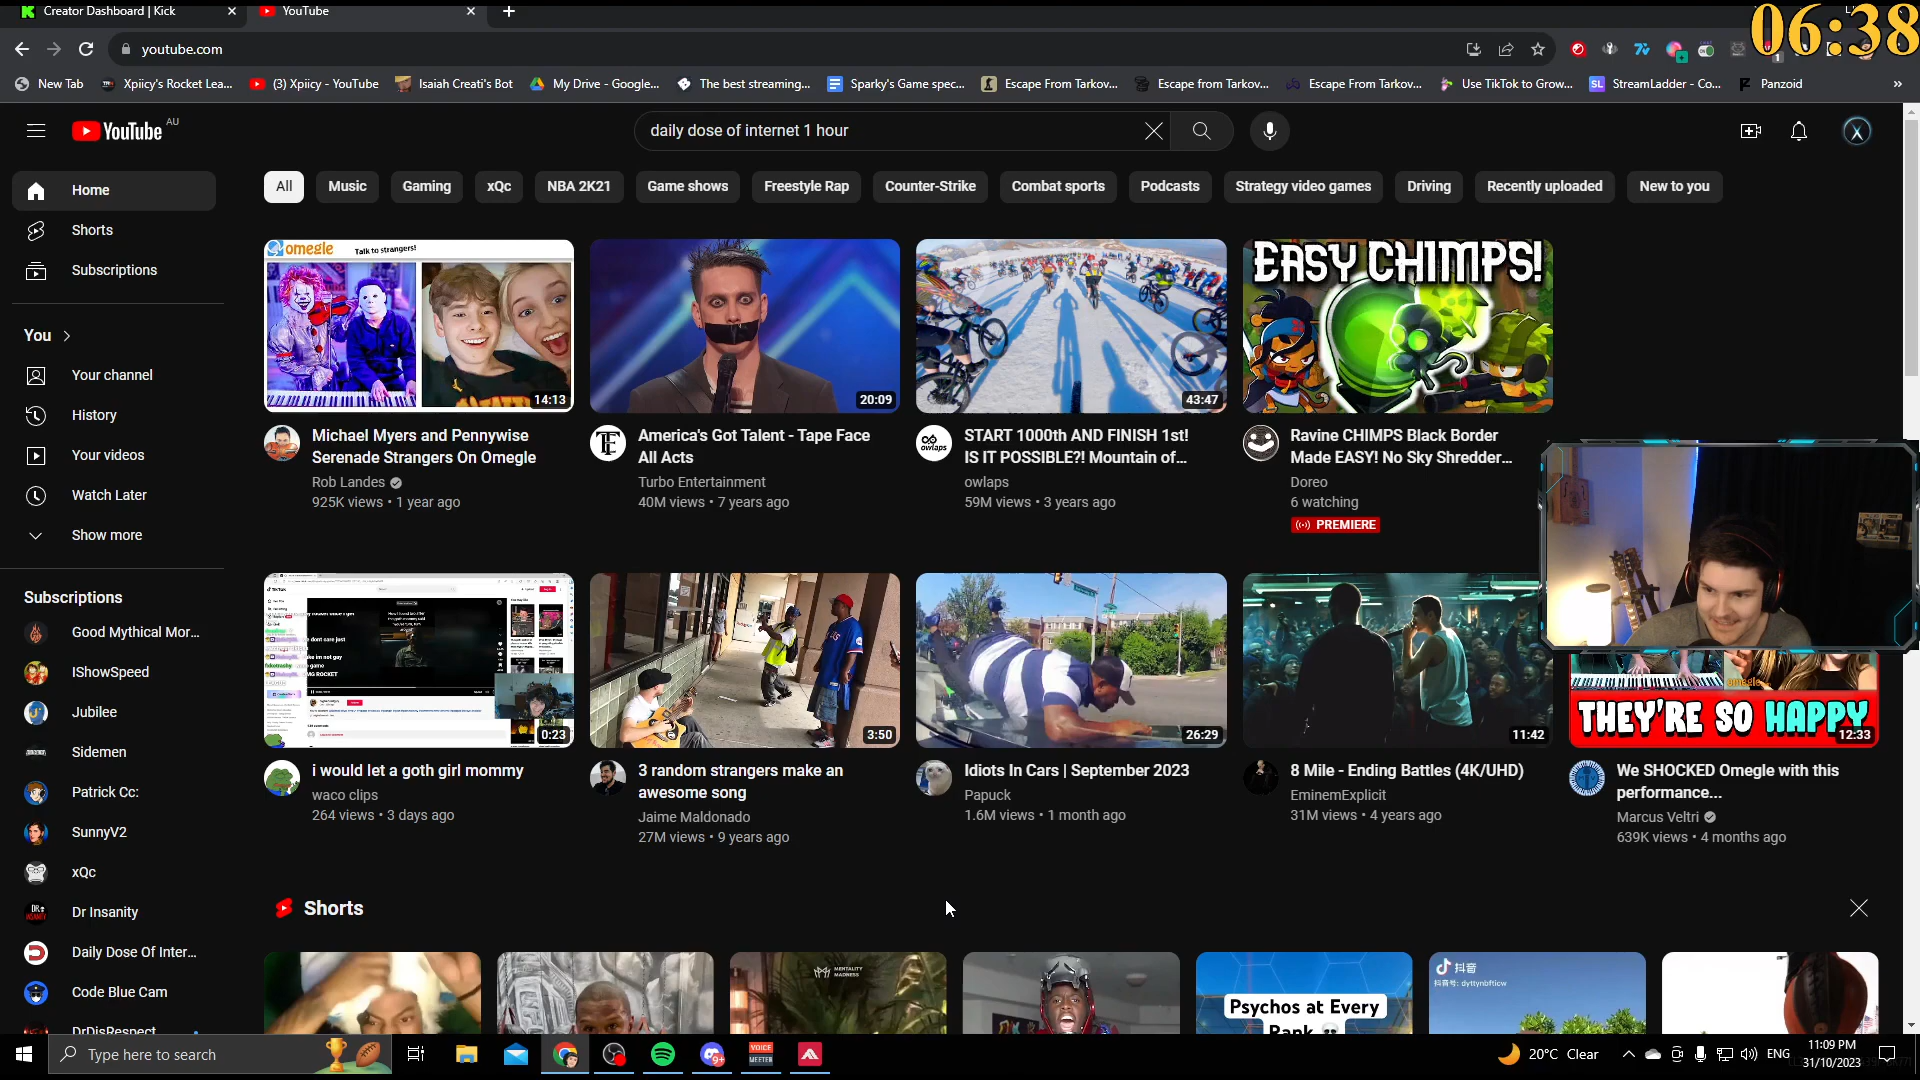 Creator Dashboard | Kick
YouTube
06:38
youtube.com
New Tab
Xpiicy's Rocket Lea...
(3) Xpiicy - YouTube
Isaiah Creati's Bot
My Drive - Google...
The best streaming...
Sparky's Game spec...
Escape From Tarkov...
Escape from Tarkov...
Escape From Tarkov...
Use TikTok to Grow...
StreamLadder - Co...
Panzoid
YouTube AU
daily dose of internet 1 hour
Home
Shorts
Subscriptions
You
Your channel
History
Your videos
Watch Later
Show more
Subscriptions
Good Mythical Mor...
IShowSpeed
Jubilee
Sidemen
Patrick Cc:
SunnyV2
xQc
Dr Insanity
Daily Dose Of Inter...
Code Blue Cam
DrDisRespect
All
Music
Gaming
xQc
NBA 2K21
Game shows
Freestyle Rap
Counter-Strike
Combat sports
Podcasts
Strategy video games
Driving
Recently uploaded
New to you
omegle Talk to strangers!
14:13
Michael Myers and Pennywise
Serenade Strangers On Omegle
Rob Landes
925K views • 1 year ago
20:09
America's Got Talent - Tape Face
All Acts
Turbo Entertainment
40M views • 7 years ago
43:47
START 1000th AND FINISH 1st!
IS IT POSSIBLE?! Mountain of...
owlaps
59M views • 3 years ago
EASY CHIMPS!
Ravine CHIMPS Black Border
Made EASY! No Sky Shredder...
Doreo
6 watching
PREMIERE
0:23
i would let a goth girl mommy
waco clips
264 views • 3 days ago
3:50
3 random strangers make an
awesome song
Jaime Maldonado
27M views • 9 years ago
26:29
Idiots In Cars | September 2023
Papuck
1.6M views • 1 month ago
11:42
8 Mile - Ending Battles (4K/UHD)
EminemExplicit
31M views • 4 years ago
omegle
THEY'RE SO HAPPY
12:33
We SHOCKED Omegle with this
performance...
Marcus Veltri
639K views • 4 months ago
Shorts
MENTALITY
MADNESS
Psychos at Every
Rank
抖音
抖音号: dyttynbfticw
Type here to search
VOICE
MEETER
20°C Clear
ENG
11:09 PM
31/10/2023